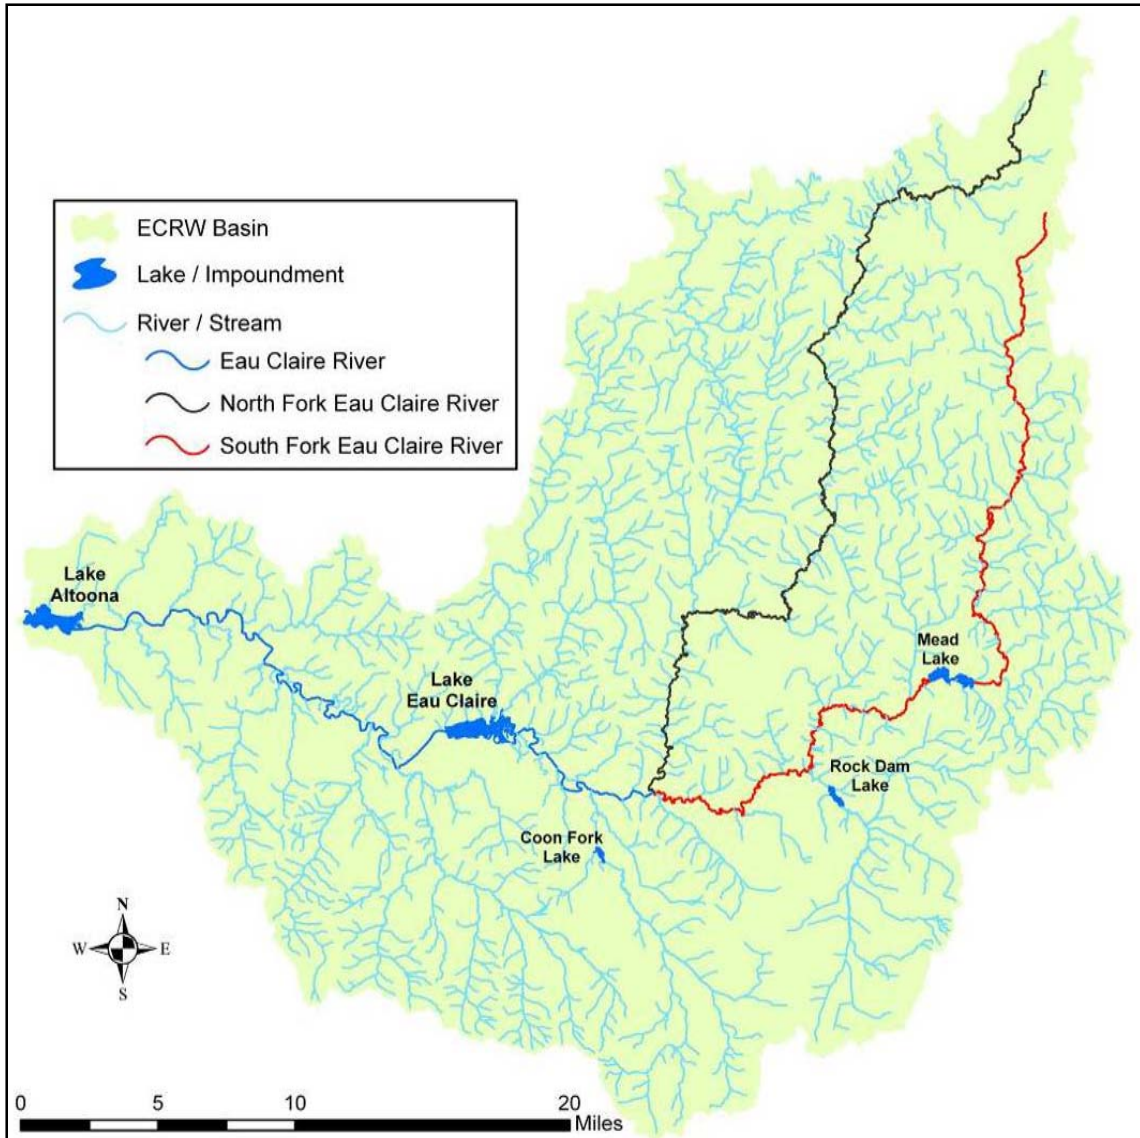 ECRW Basin
Lake / Impoundment
River / Stream
Eau Claire River
North Fork Eau Claire River
South Fork Eau Claire River
Lake
Altoona
Lake
Eau Claire
Mead
Lake
Rock Dam
Lake
Coon Fork
Lake
N
W E
S
0 5 10 20
Miles